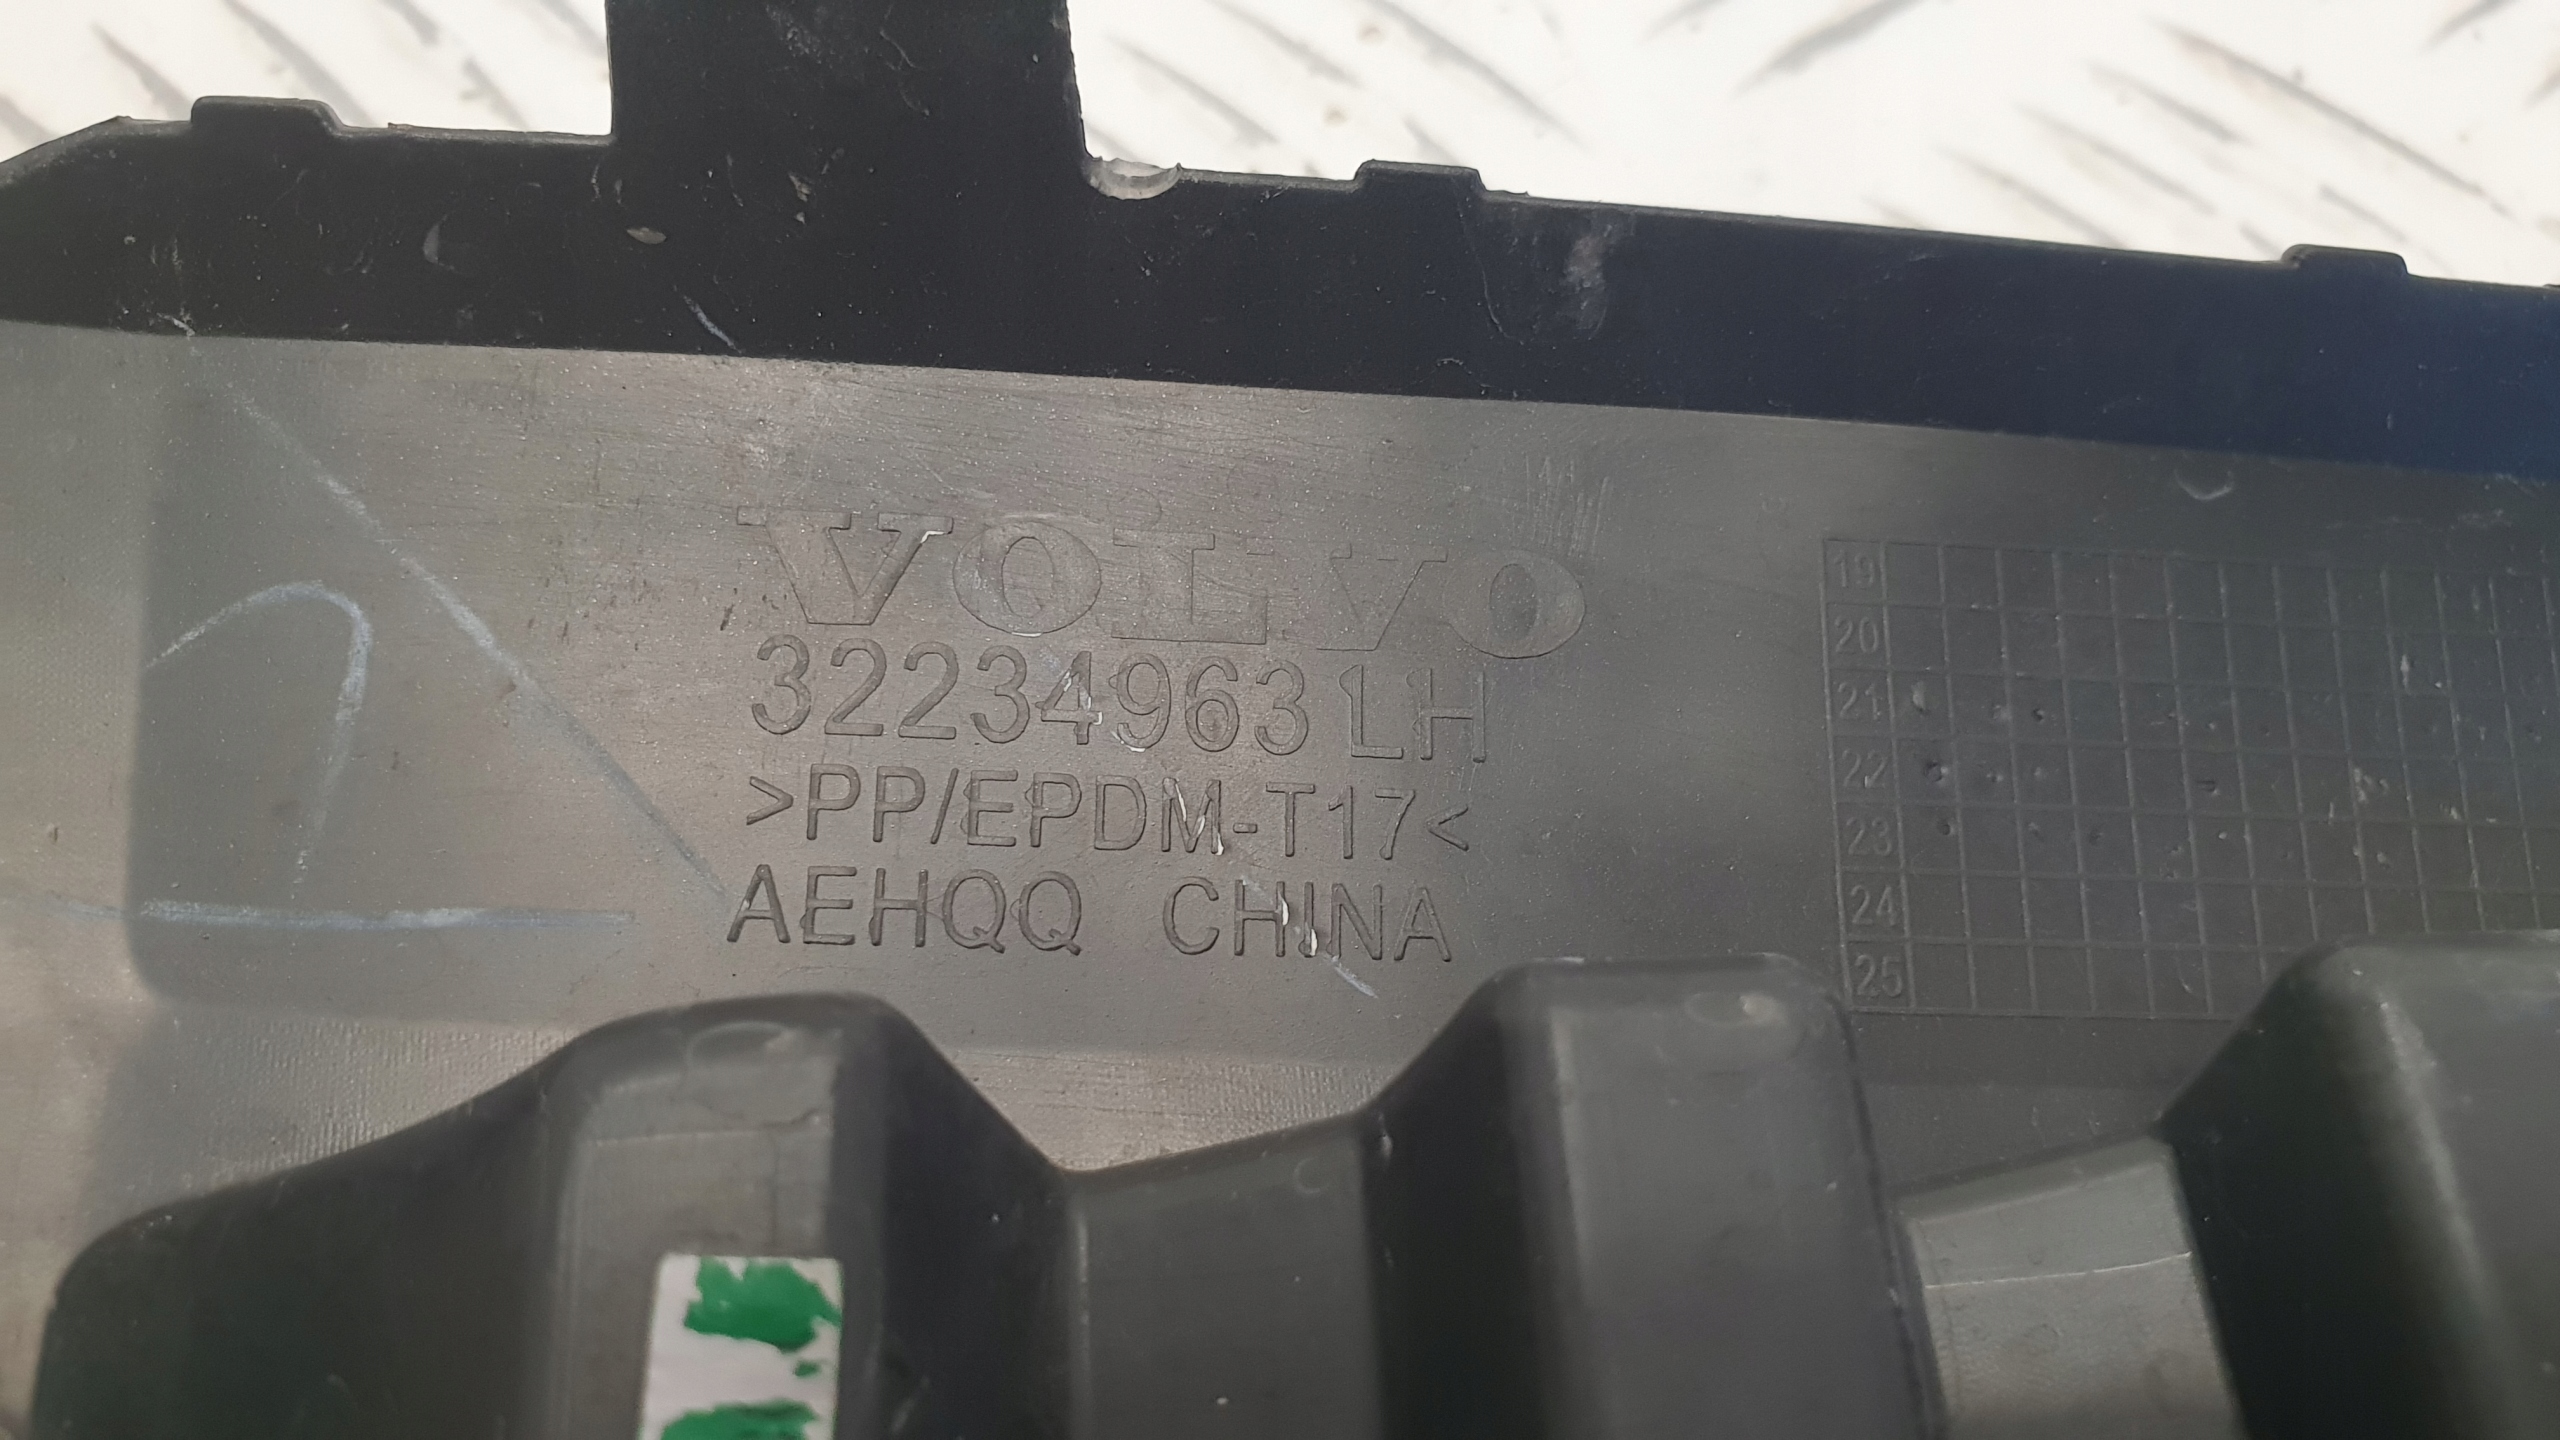 VOLVO
32234963 LH
>PP/EPDM-T17<
AEHQQ CHINA
19
20
21
22
23
24
25